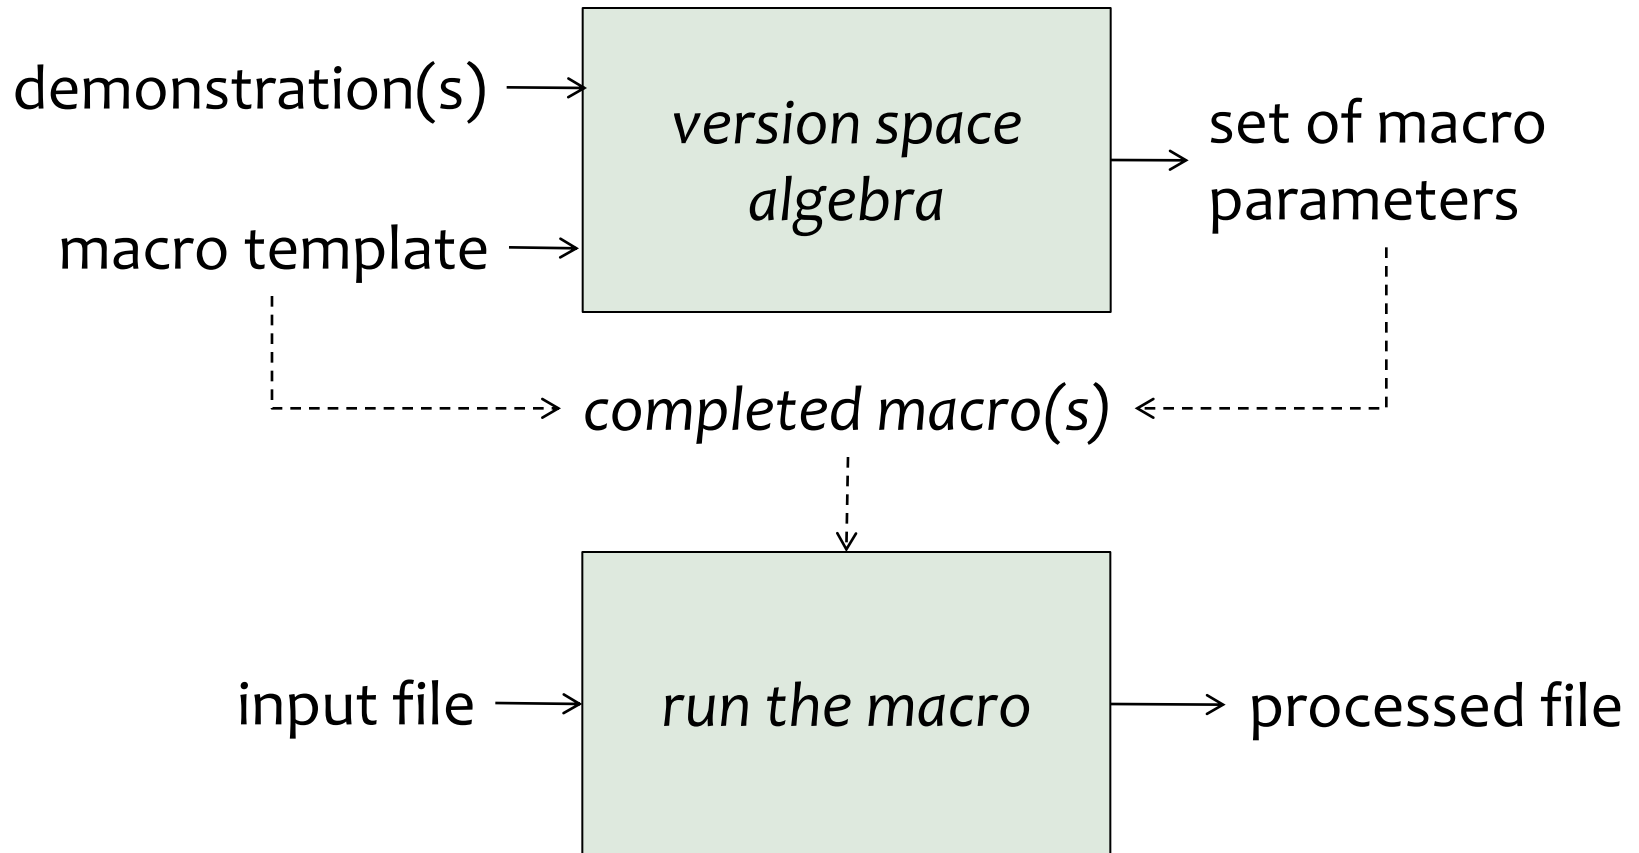 demonstration(s)
macro template
version space
algebra
set of macro
parameters
completed macro(s)
input file
run the macro
processed file